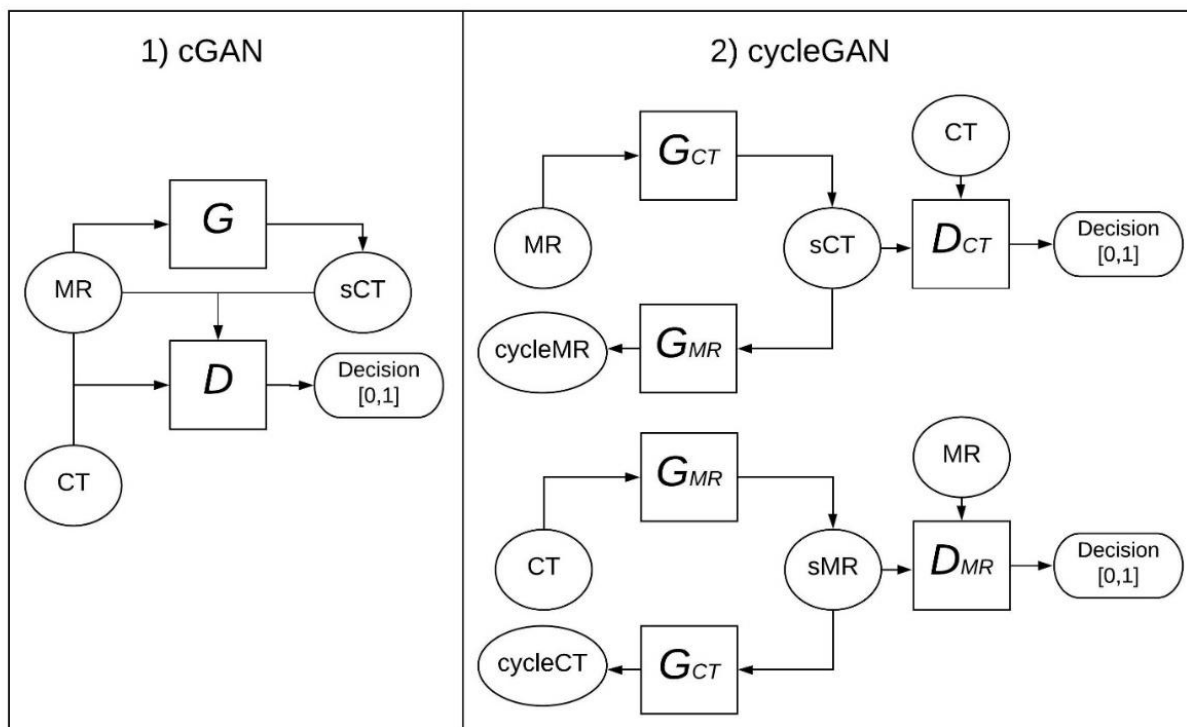 1) cGAN
G
MR
sCT
D
Decision
[0,1]
CT
2) cycleGAN
CT
GCT
MR
sCT
DCT
Decision
[0,1]
cycleMR
GMR
MR
GMR
CT
sMR
DMR
Decision
[0,1]
cycleCT
GCT